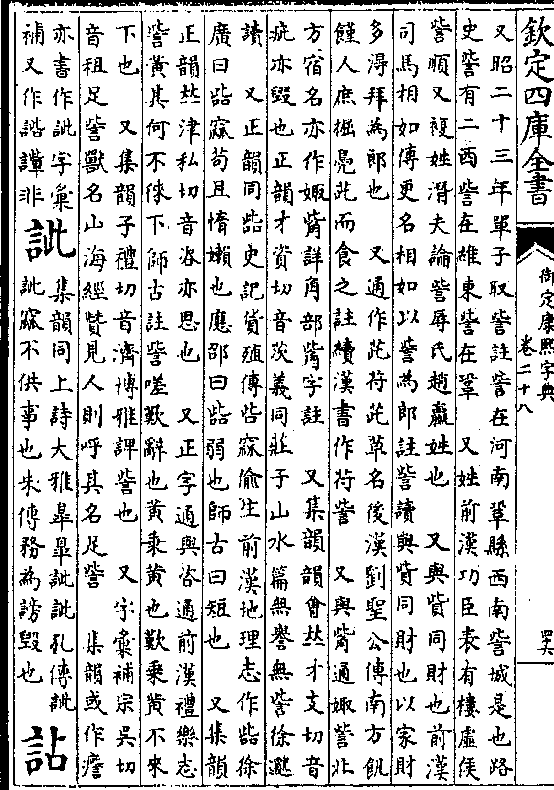 欽定四庫全書
御定康熙字典
卷二十八
又昭二十三年單子取訾註訾在河南鞏縣西南訾城是也路
史訾有二酉訾在維東訾在鞏　又姓前漢功臣表有樓虛侯
訾順又複姓潛夫論訾辱氏趙嬴姓也　又與貲同財也前漢
司馬相如傳更名相如以訾為郎註訾讀與貲同財也以家財
多得拜為郎也　又通作茈苻茈草名後漢劉聖公傳南方飢
饉人庶掘鳧茈而食之註續漢書作苻訾　又與觜通娵訾北
方宿名亦作娵觜詳角部觜字註　又集韻韻會𠀤才支切音
疵亦毀也正韻才資切音茨義同莊子山水篇無譽無訾徐邈
讀　又正韻同呰史記貨殖傳呰窳偷生前漢地理志作啙徐
廣曰呰窳苟且惰嬾也應邵曰啙弱也師古曰短也　又集韻
正韻𠀤津私切音咨亦思也　又正字通與咨通前漢禮樂志
訾黃其何不徠下師古註訾嗟歎辭也黃乘黃也歎乘黃不來
下也　又集韻子禮切音濟博雅諀訾也　又字彙補宗吳切
音租足訾獸名山海經贊見人則呼其名足訾　集韻或作
亦書作訿字彙
補又作譐非
訿
集韻同上詩大雅臯臯訿訿孔傳訿
訿窳不供事也朱傳務為謗毀也
詀